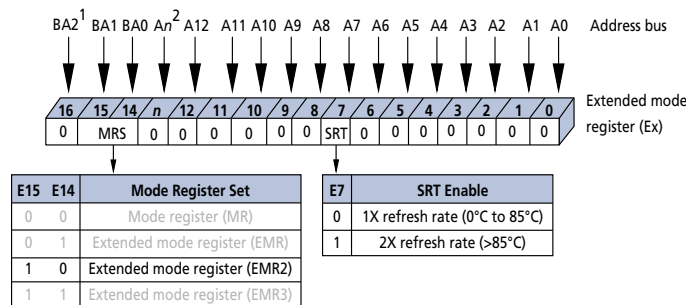 BA2¹ BA1 BA0 An² A12 A11 A10 A9 A8 A7 A6 A5 A4 A3 A2 A1 A0 Address bus
16 15 14 n 12 11 10 9 8 7 6 5 4 3 2 1 0 Extended mode
0 MRS 0 0 0 0 0 0 SRT 0 0 0 0 0 0 0 register (Ex)
E15 E14 Mode Register Set
0 0 Mode register (MR)
0 1 Extended mode register (EMR)
1 0 Extended mode register (EMR2)
1 1 Extended mode register (EMR3)
E7 SRT Enable
0 1X refresh rate (0°C to 85°C)
1 2X refresh rate (>85°C)